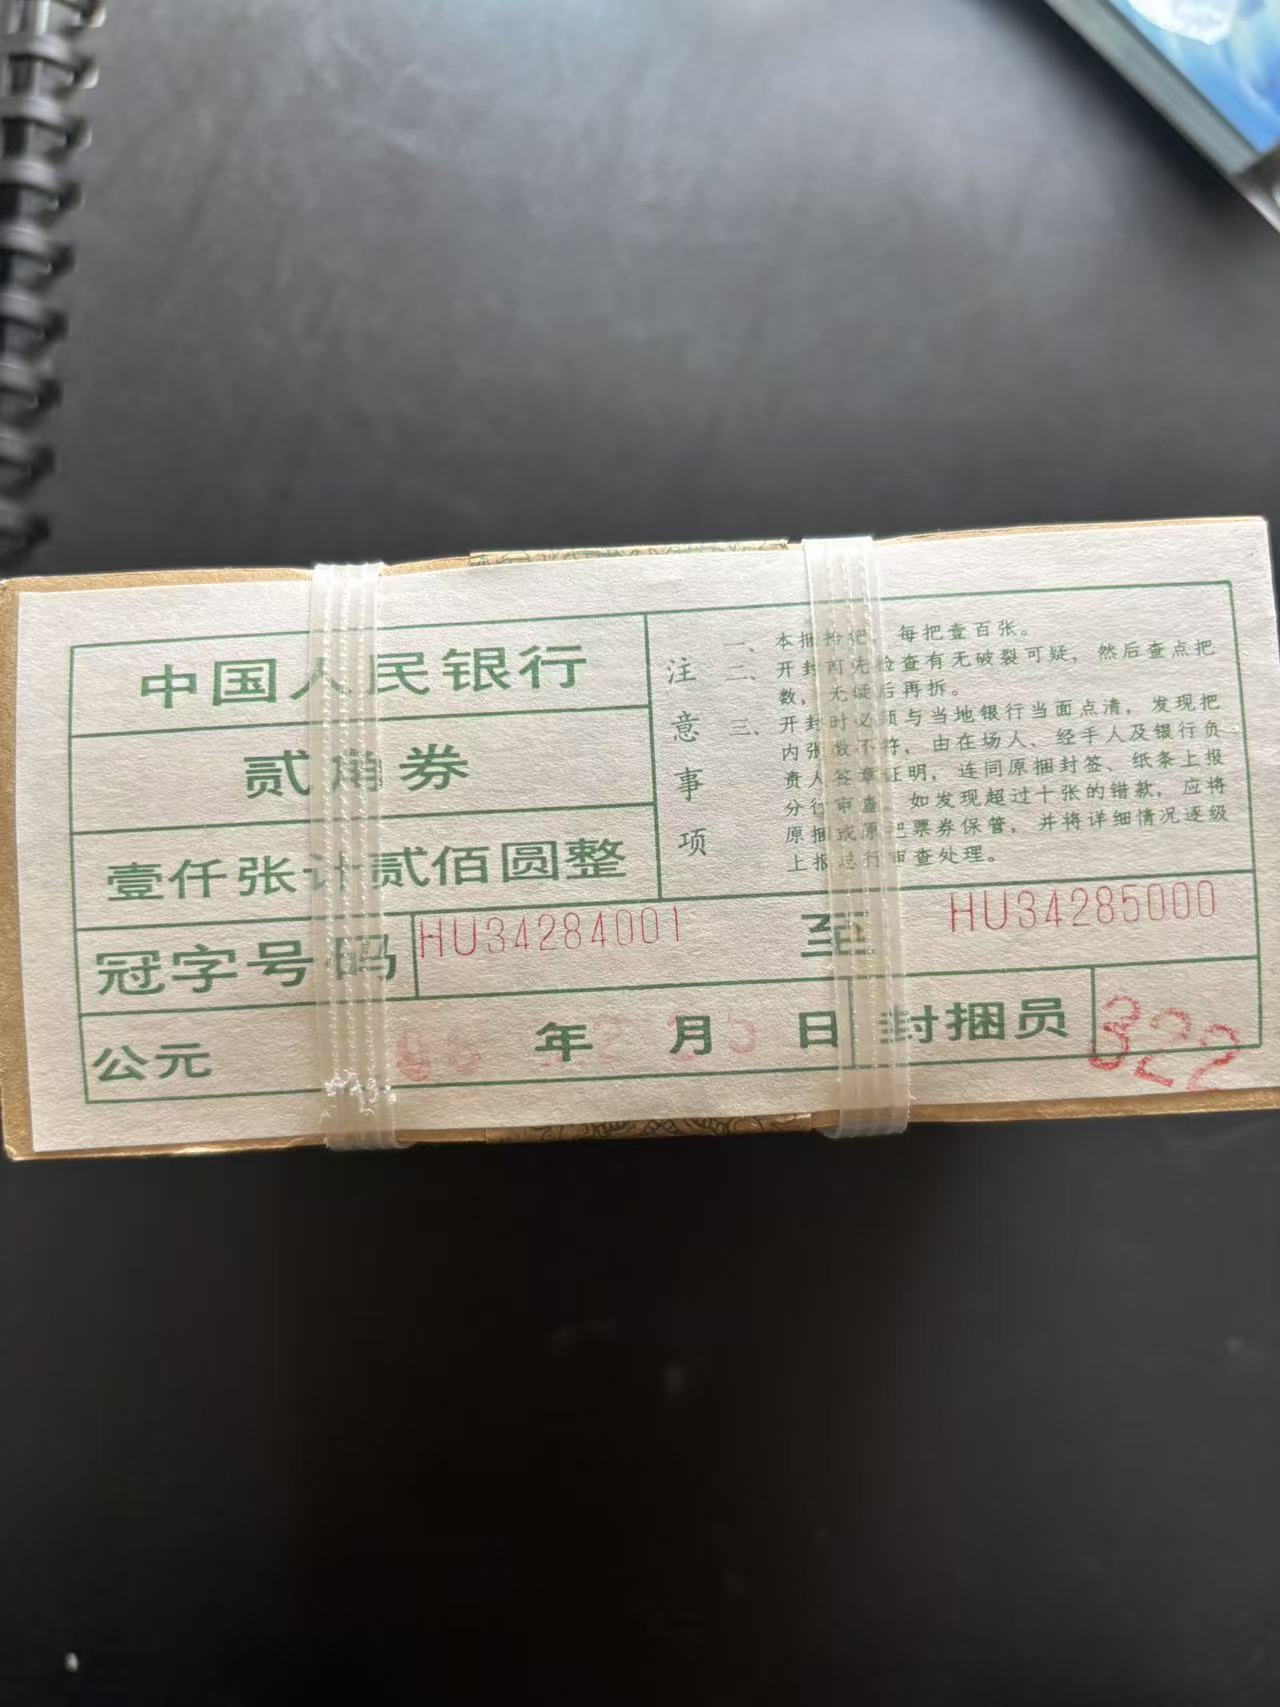 中国人民银行
贰角券
壹仟张计贰佰圆整
注意事项
一、本捆拾把，每把壹百张。
二、开封前先检查有无破裂可疑，然后查点把
数，无误后再拆。
三、开封时必须与当地银行当面点清，发现把
内张数不符，由在场人、经手人及银行负
责人签章证明，连同原捆封签、纸条上报
分行审查。如发现超过十张的错款，应将
原捆或原把票券保管，并将详细情况逐级
上报总行审查处理。
冠字号码 HU34284001 至 HU34285000
公元 年 月 日 封捆员 322